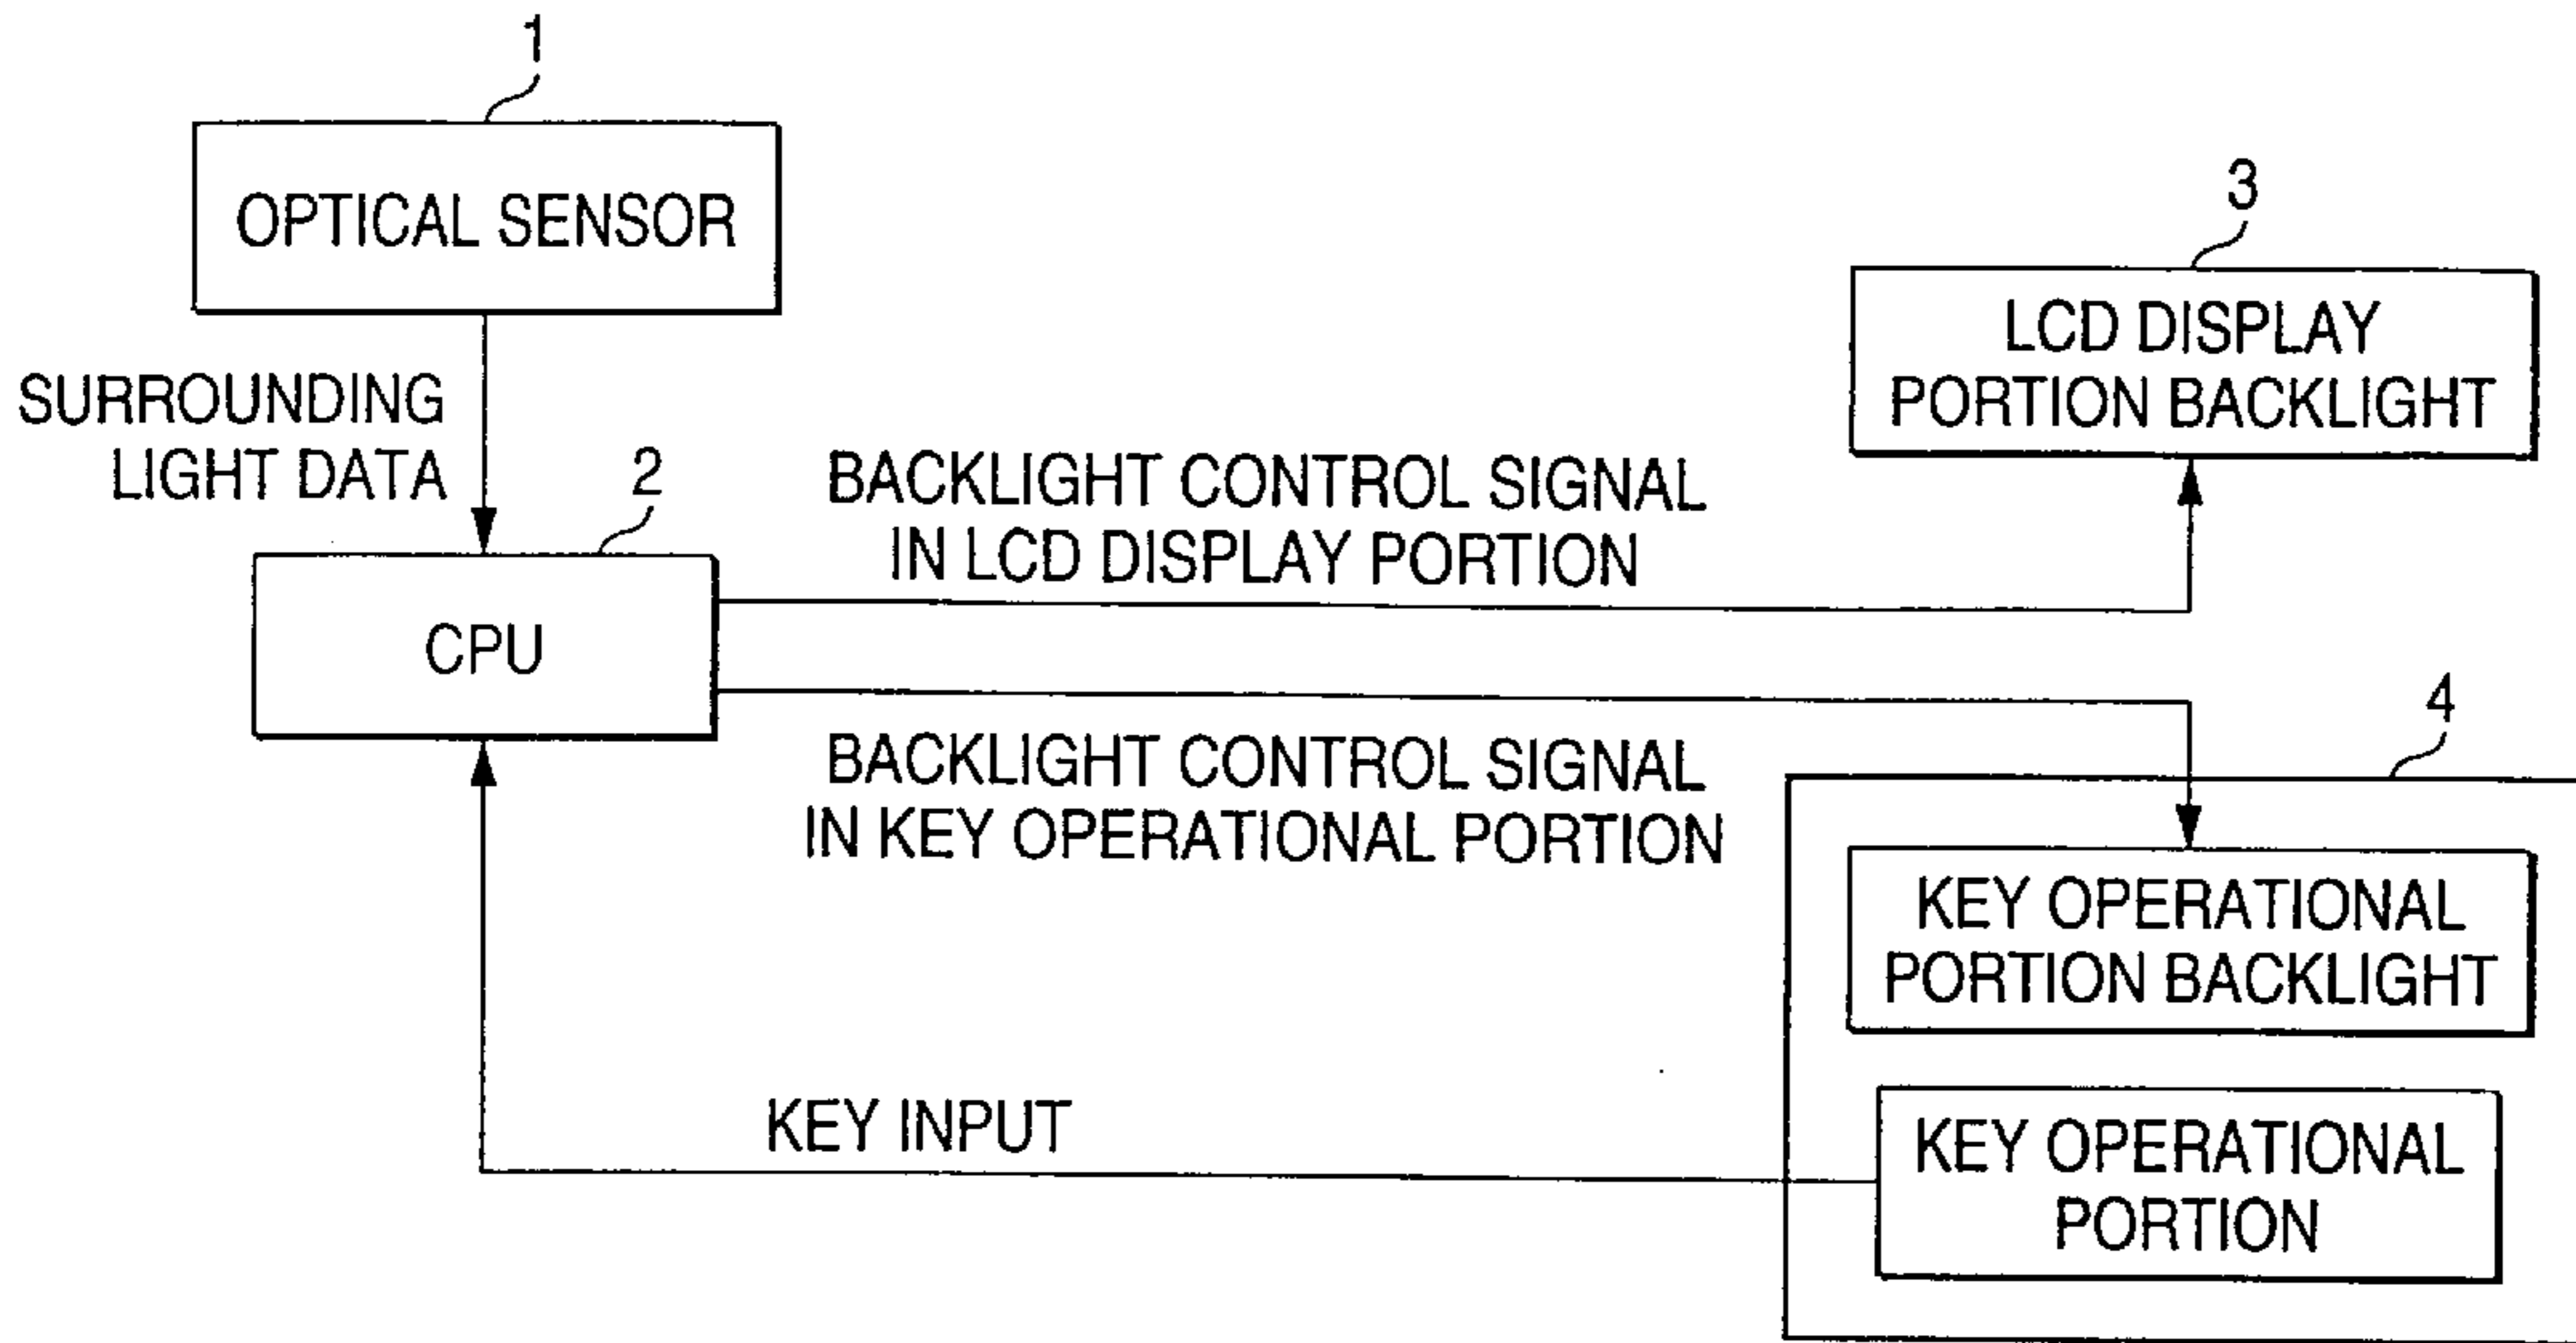 1
OPTICAL SENSOR
SURROUNDING
LIGHT DATA
2
CPU
BACKLIGHT CONTROL SIGNAL
IN LCD DISPLAY PORTION
3
LCD DISPLAY
PORTION BACKLIGHT
BACKLIGHT CONTROL SIGNAL
IN KEY OPERATIONAL PORTION
4
KEY OPERATIONAL
PORTION BACKLIGHT
KEY INPUT
KEY OPERATIONAL
PORTION